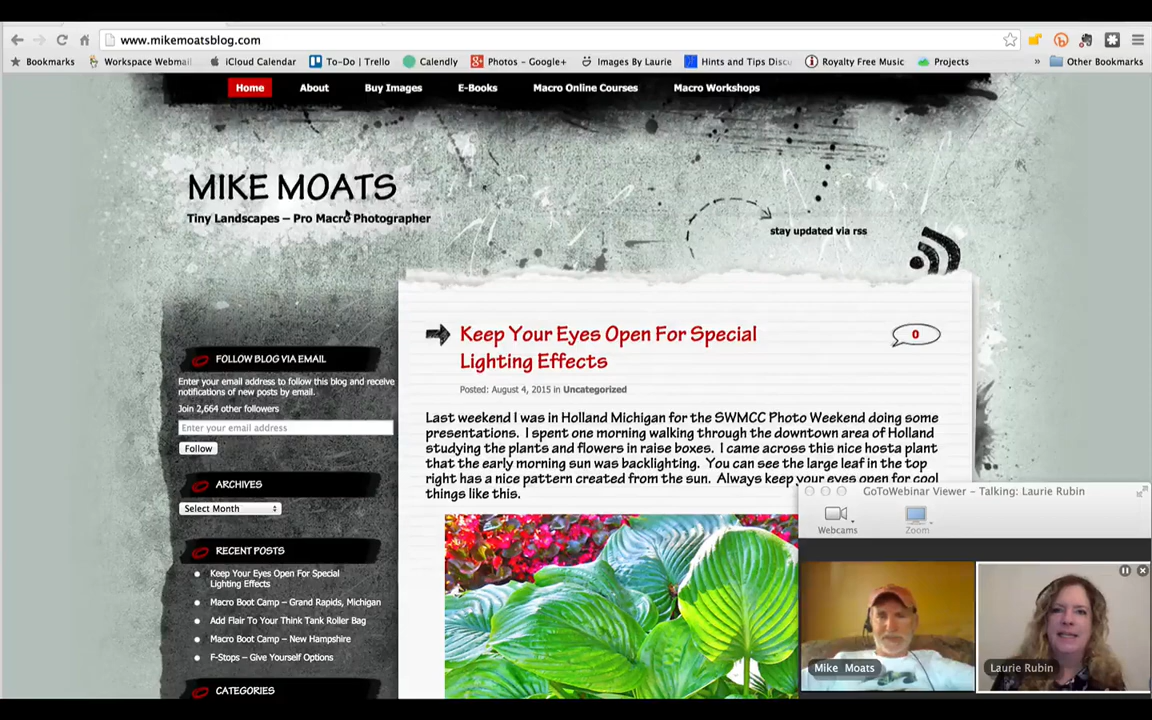 www.mikemoatsblog.com
Bookmarks
Workspace Webmail
iCloud Calendar
To-Do | Trello
Calendly
Photos - Google+
Images By Laurie
Hints and Tips Discu
Royalty Free Music
Projects
»
Other Bookmarks
Home
About
Buy Images
E-Books
Macro Online Courses
Macro Workshops
MIKE MOATS
Tiny Landscapes – Pro Macro Photographer
stay updated via rss
Keep Your Eyes Open For Special
Lighting Effects
0
Posted: August 4, 2015 in Uncategorized
Last weekend I was in Holland Michigan for the SWMCC Photo Weekend doing some
presentations. I spent one morning walking through the downtown area of Holland
studying the plants and flowers in raise boxes. I came across this nice hosta plant
that the early morning sun was backlighting. You can see the large leaf in the top
right has a nice pattern created from the sun. Always keep your eyes open for cool
things like this.
FOLLOW BLOG VIA EMAIL
Enter your email address to follow this blog and receive
notifications of new posts by email.
Join 2,664 other followers
Enter your email address
Follow
ARCHIVES
Select Month
RECENT POSTS
Keep Your Eyes Open For Special
Lighting Effects
Macro Boot Camp – Grand Rapids, Michigan
Add Flair To Your Think Tank Roller Bag
Macro Boot Camp – New Hampshire
F-Stops – Give Yourself Options
CATEGORIES
GoToWebinar Viewer – Talking: Laurie Rubin
Webcams
Zoom
Mike Moats
Laurie Rubin